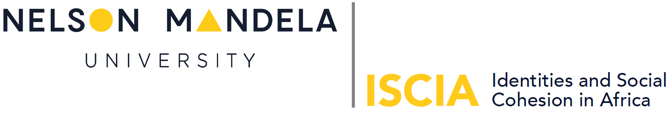 NELSON MANDELA
UNIVERSITY
ISCIA
Identities and Social
Cohesion in Africa